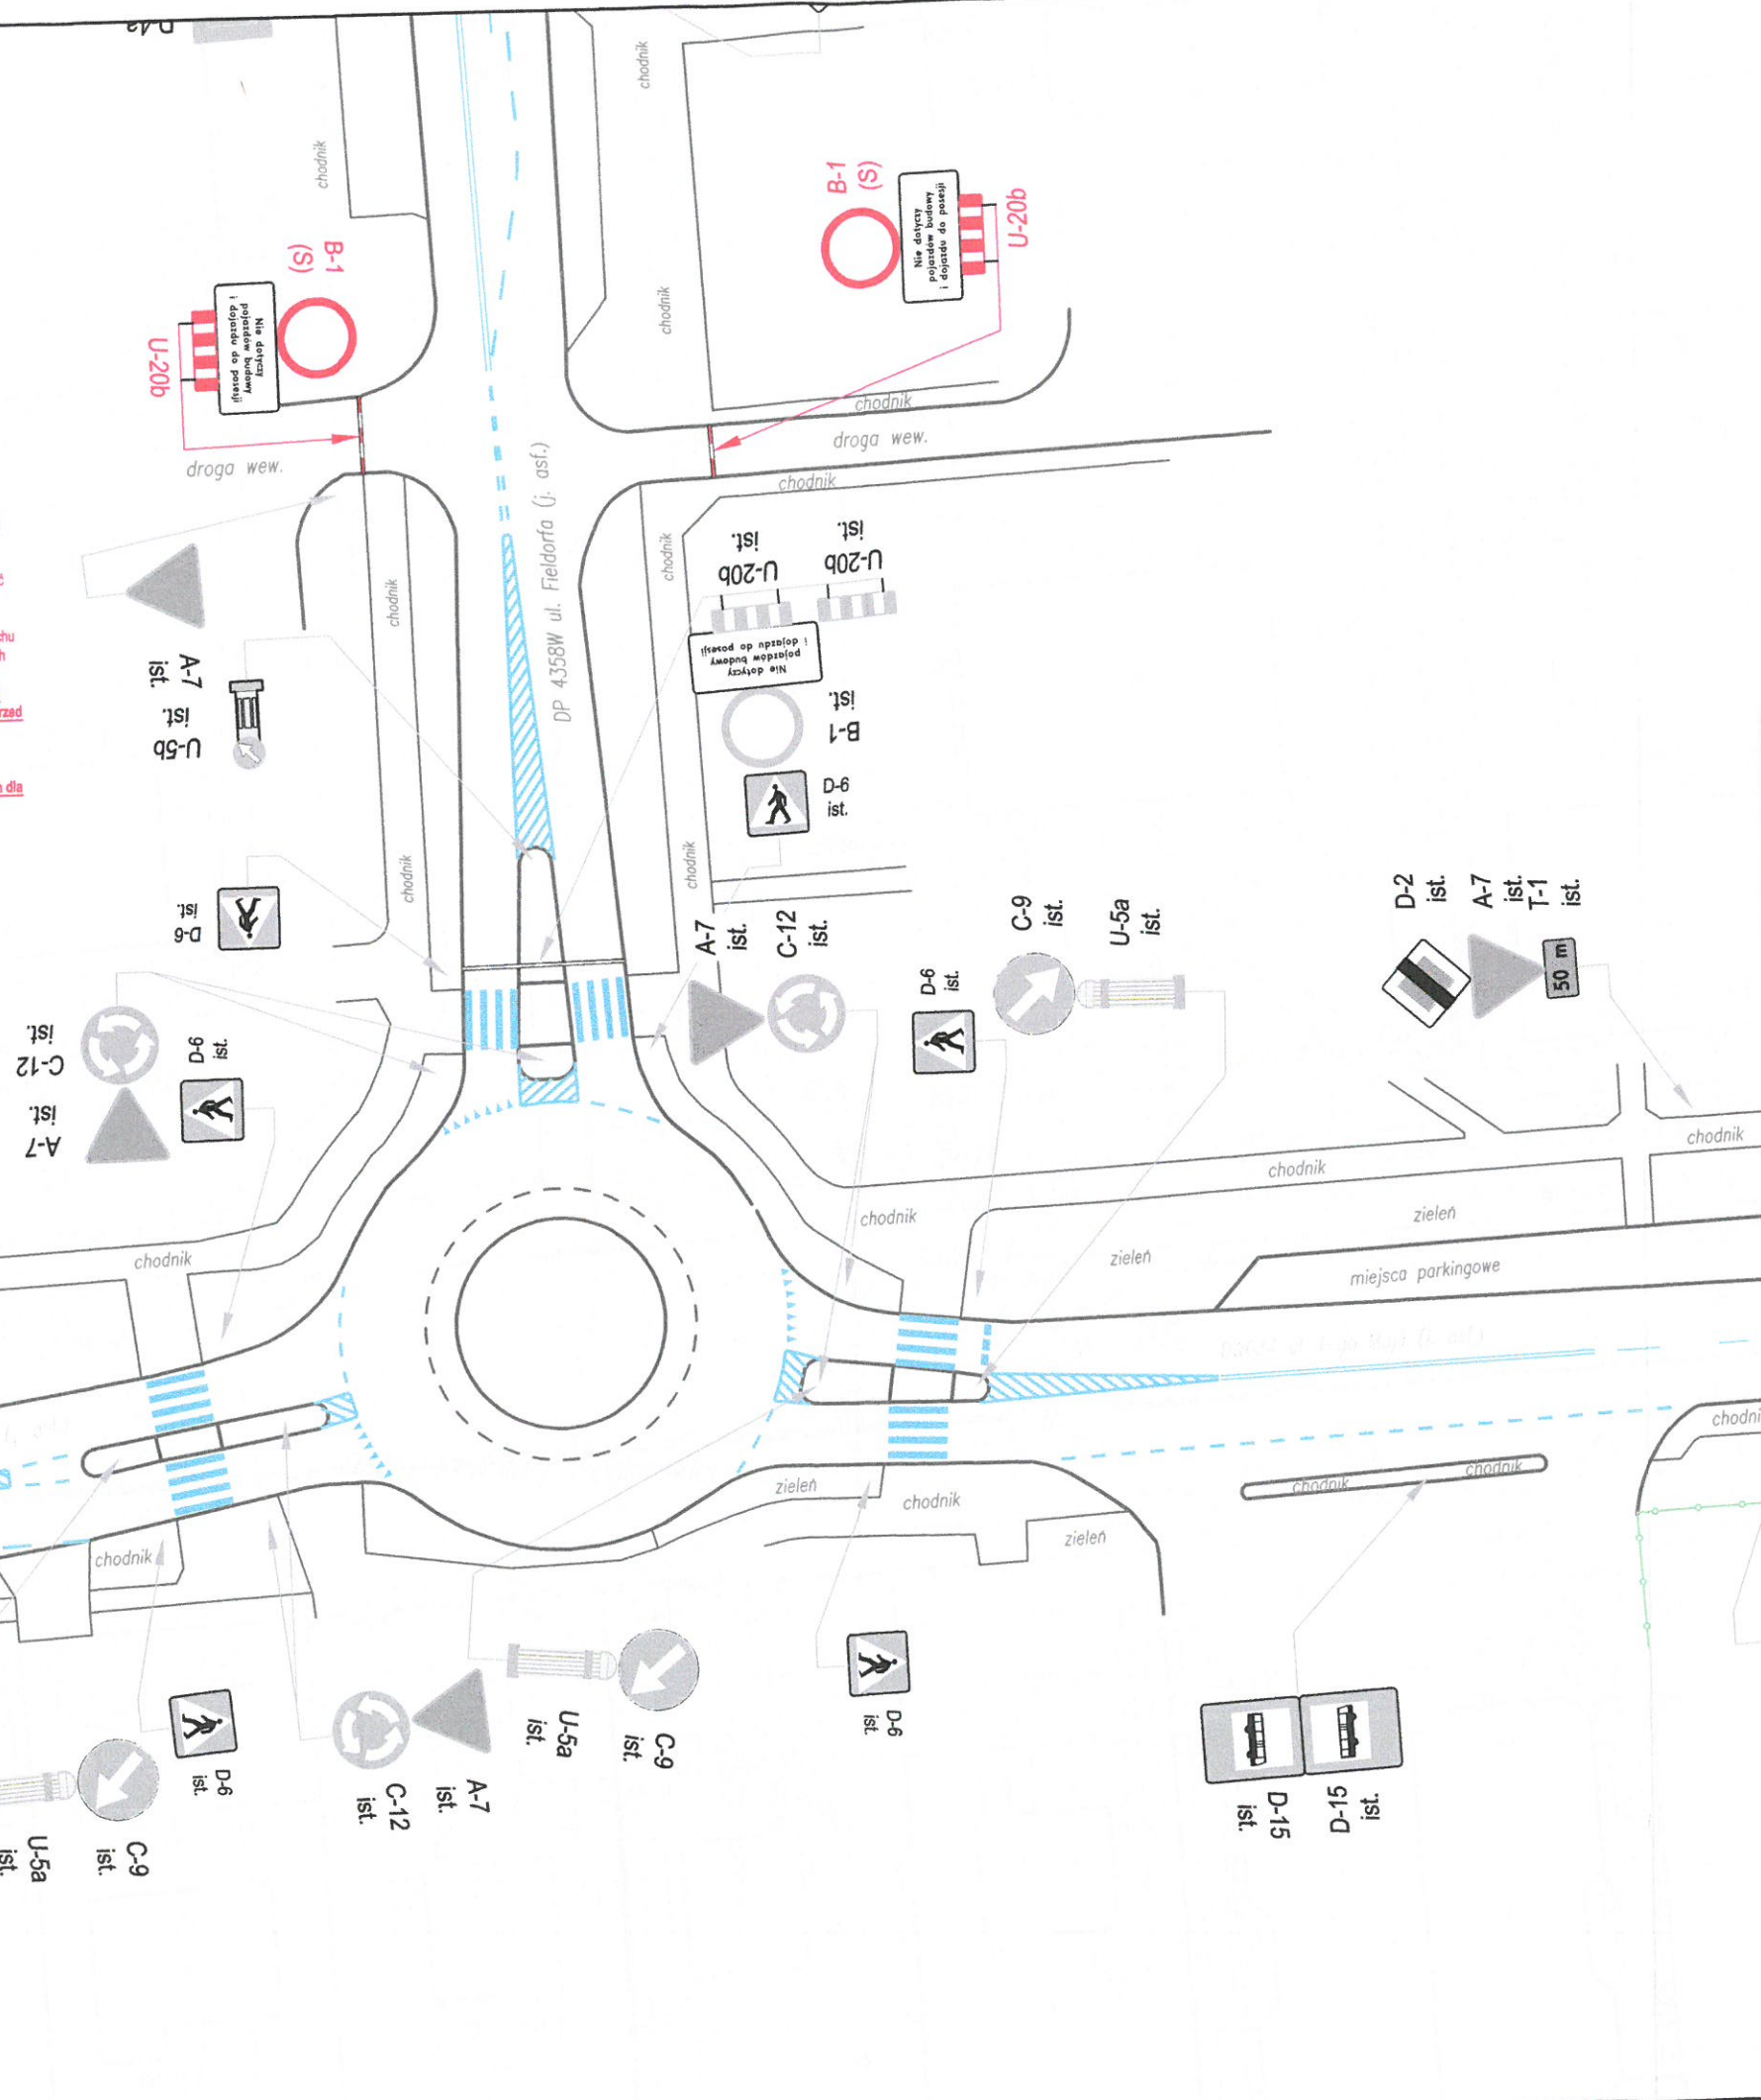 D-4a
chodnik
chodnik
B-1
(S)
Nie dotyczy
pojazdów budowy
i dojazdu do posesji
U-20b
B-1
(S)
Nie dotyczy
pojazdów budowy
i dojazdu do posesji
U-20b
chodnik
chodnik
droga wew.
droga wew.
chodnik
DP 4358W ul. Fieldorfa (j. asf.)
chodnik
chodnik
U-20b
ist.
U-20b
ist.
Nie dotyczy
pojazdów budowy
i dojazdu do posesji
B-1
ist.
D-6
ist.
A-7
ist.
U-5b
ist.
rzed
dla
chodnik
chodnik
D-6
ist.
A-7
ist.
C-12
ist.
D-6
ist.
C-9
ist.
U-5a
ist.
D-2
ist.
A-7
ist.
T-1
ist.
50 m
C-12
ist.
A-7
ist.
D-6
ist.
chodnik
chodnik
chodnik
chodnik
zieleń
zieleń
miejsca parkingowe
chodnik
chodnik
zieleń
chodnik
zieleń
chodnik
D-6
ist.
C-9
ist.
U-5a
ist.
C-12
ist.
A-7
ist.
U-5a
ist.
C-9
ist.
D-6
ist.
D-15
ist.
D-15
ist.